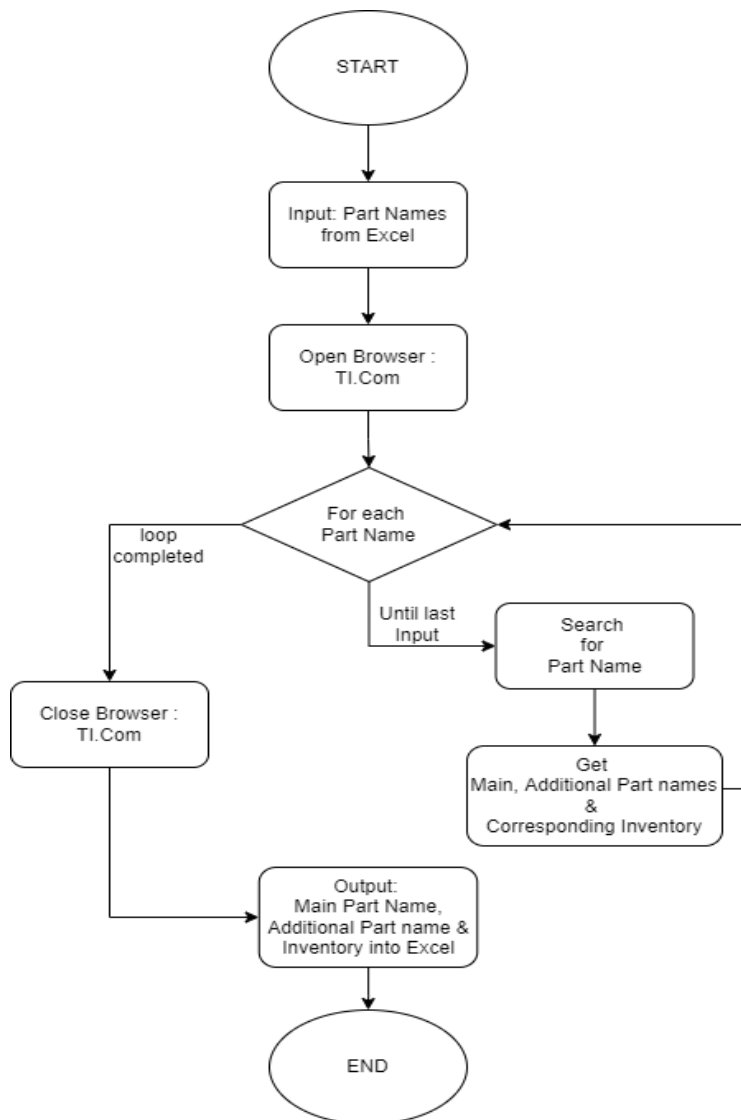 START
Input: Part Names
from Excel
Open Browser :
TI.Com
For each
Part Name
loop
completed
Until last
Input
Search
for
Part Name
Close Browser :
TI.Com
Get
Main, Additional Part names
&
Corresponding Inventory
Output:
Main Part Name,
Additional Part name &
Inventory into Excel
END